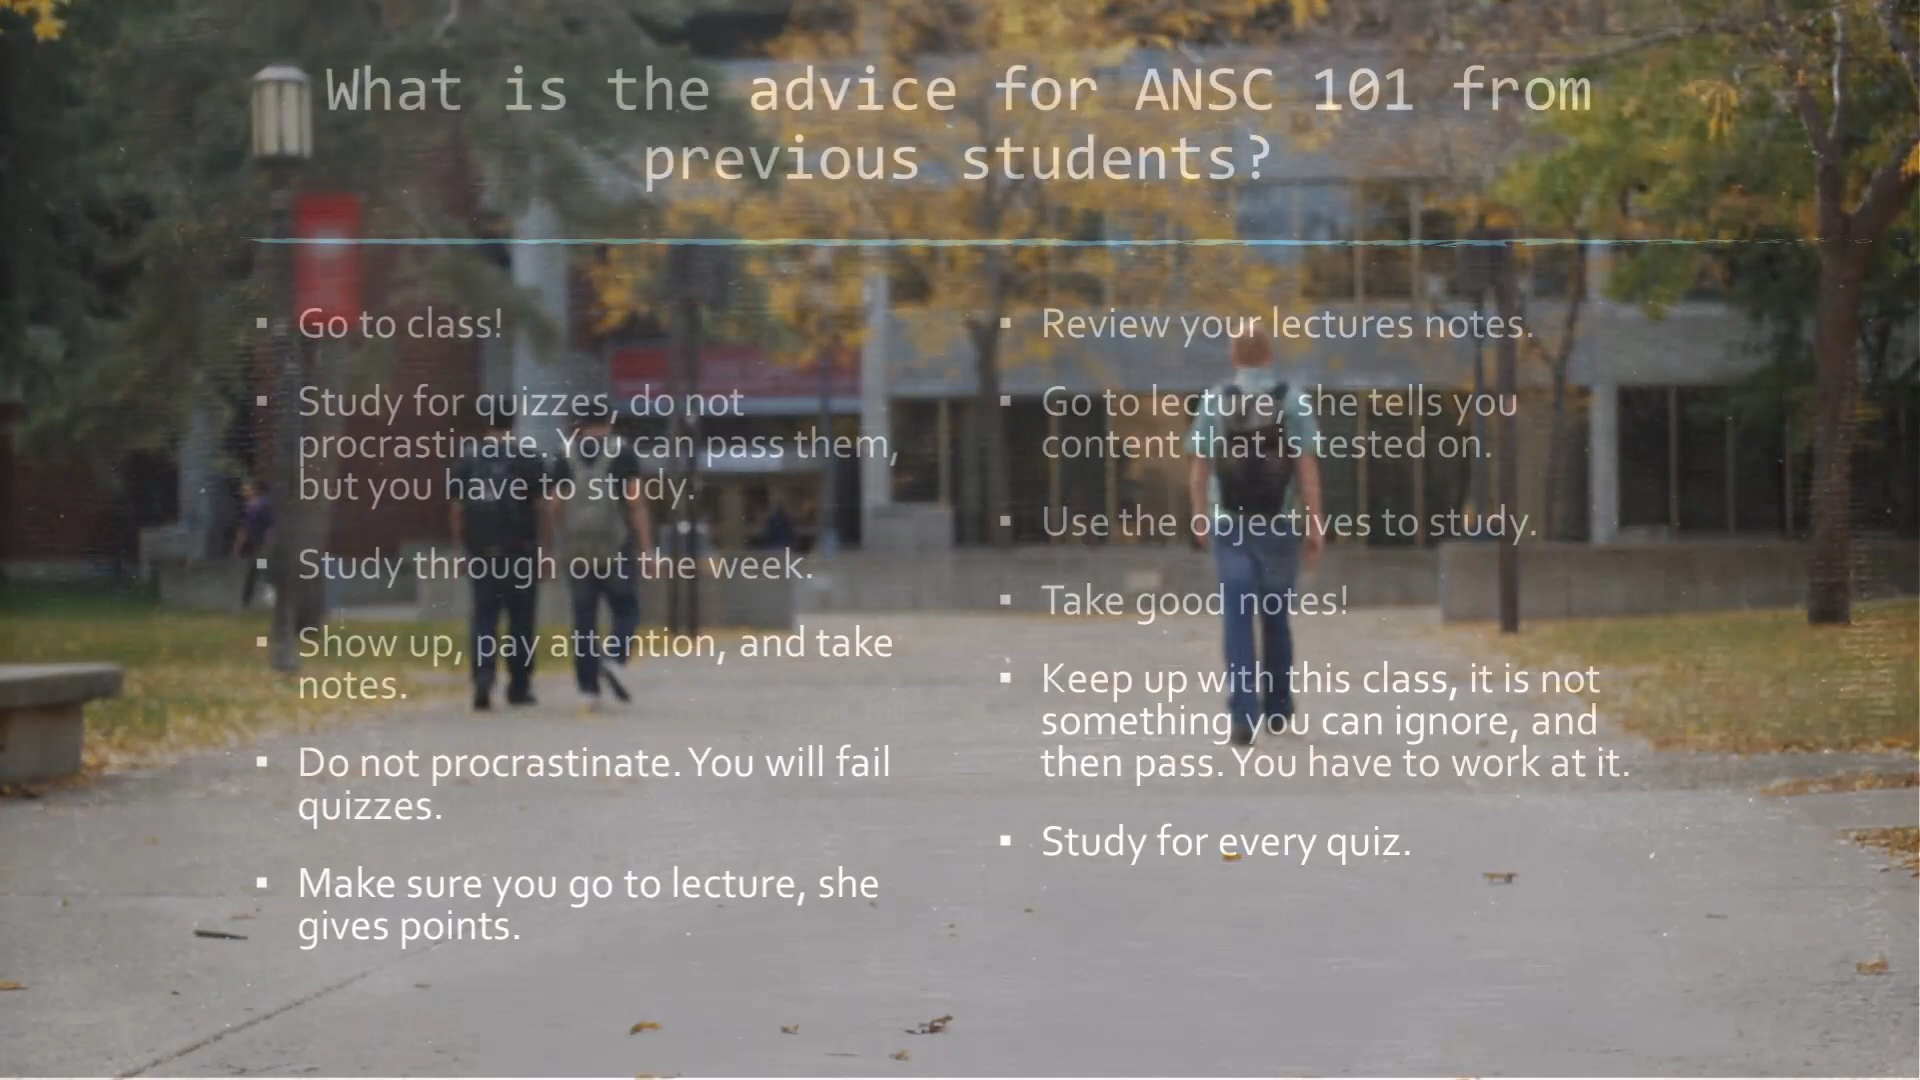 What is the advice for ANSC 101 from
previous students?
▪ Go to class!
▪ Study for quizzes, do not
procrastinate. You can pass them,
but you have to study.
▪ Study through out the week.
▪ Show up, pay attention, and take
notes.
▪ Do not procrastinate. You will fail
quizzes.
▪ Make sure you go to lecture, she
gives points.
▪ Review your lectures notes.
▪ Go to lecture, she tells you
content that is tested on.
▪ Use the objectives to study.
▪ Take good notes!
▪ Keep up with this class, it is not
something you can ignore, and
then pass. You have to work at it.
▪ Study for every quiz.